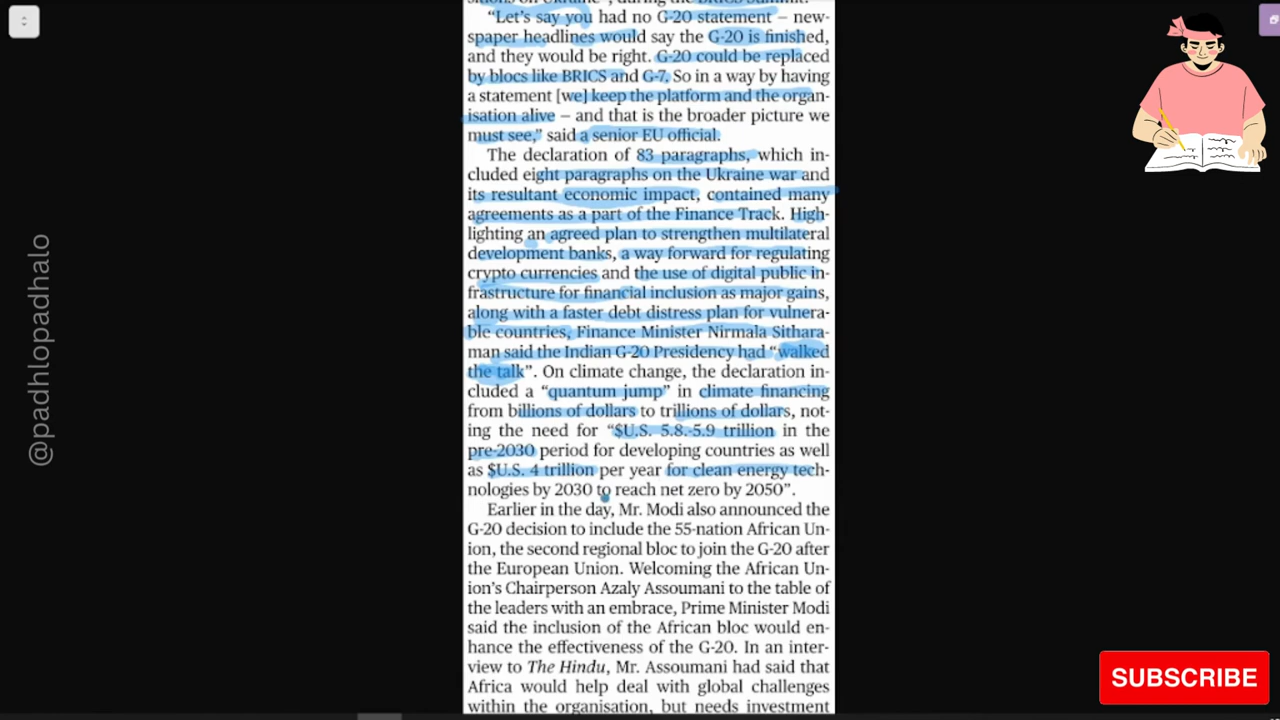 sitions on Ukraine", during the BRICS Summit.
“Let’s say you had no G-20 statement – new-
spaper headlines would say the G-20 is finished,
and they would be right. G-20 could be replaced
by blocs like BRICS and G-7. So in a way by having
a statement [we] keep the platform and the organ-
isation alive – and that is the broader picture we
must see,” said a senior EU official.
The declaration of 83 paragraphs, which in-
cluded eight paragraphs on the Ukraine war and
its resultant economic impact, contained many
agreements as a part of the Finance Track. High-
lighting an agreed plan to strengthen multilateral
development banks, a way forward for regulating
crypto currencies and the use of digital public in-
frastructure for financial inclusion as major gains,
along with a faster debt distress plan for vulnera-
ble countries, Finance Minister Nirmala Sithara-
man said the Indian G-20 Presidency had “walked
the talk”. On climate change, the declaration in-
cluded a “quantum jump” in climate financing
from billions of dollars to trillions of dollars, not-
ing the need for “$U.S. 5.8.-5.9 trillion in the
pre-2030 period for developing countries as well
as $U.S. 4 trillion per year for clean energy tech-
nologies by 2030 to reach net zero by 2050”.
Earlier in the day, Mr. Modi also announced the
G-20 decision to include the 55-nation African Un-
ion, the second regional bloc to join the G-20 after
the European Union. Welcoming the African Un-
ion’s Chairperson Azaly Assoumani to the table of
the leaders with an embrace, Prime Minister Modi
said the inclusion of the African bloc would en-
hance the effectiveness of the G-20. In an inter-
view to The Hindu, Mr. Assoumani had said that
Africa would help deal with global challenges
within the organisation, but needs investment
@padhlopadhalo
SUBSCRIBE